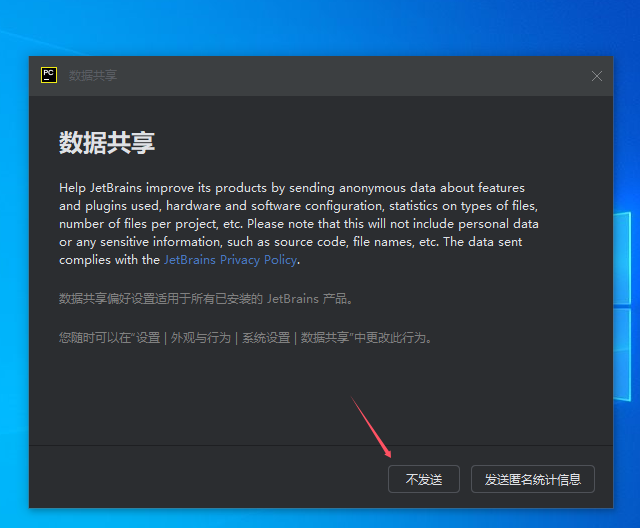 PC
数据共享
数据共享
Help JetBrains improve its products by sending anonymous data about features
and plugins used, hardware and software configuration, statistics on types of files,
number of files per project, etc. Please note that this will not include personal data
or any sensitive information, such as source code, file names, etc. The data sent
complies with the JetBrains Privacy Policy.
数据共享偏好设置适用于所有已安装的 JetBrains 产品。
您随时可以在"设置 | 外观与行为 | 系统设置 | 数据共享"中更改此行为。
不发送
发送匿名统计信息